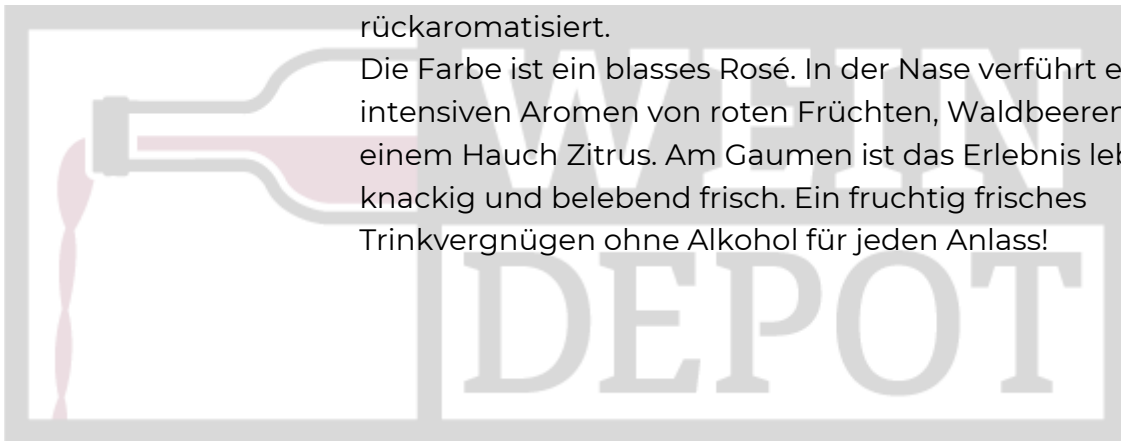 rückaromatisiert.
Die Farbe ist ein blasses Rosé. In der Nase verführt
intensiven Aromen von roten Früchten, Waldbeeren
einem Hauch Zitrus. Am Gaumen ist das Erlebnis
knackig und belebend frisch. Ein fruchtig frisches
Trinkvergnügen ohne Alkohol für jeden Anlass!
WEIN
DEPOT